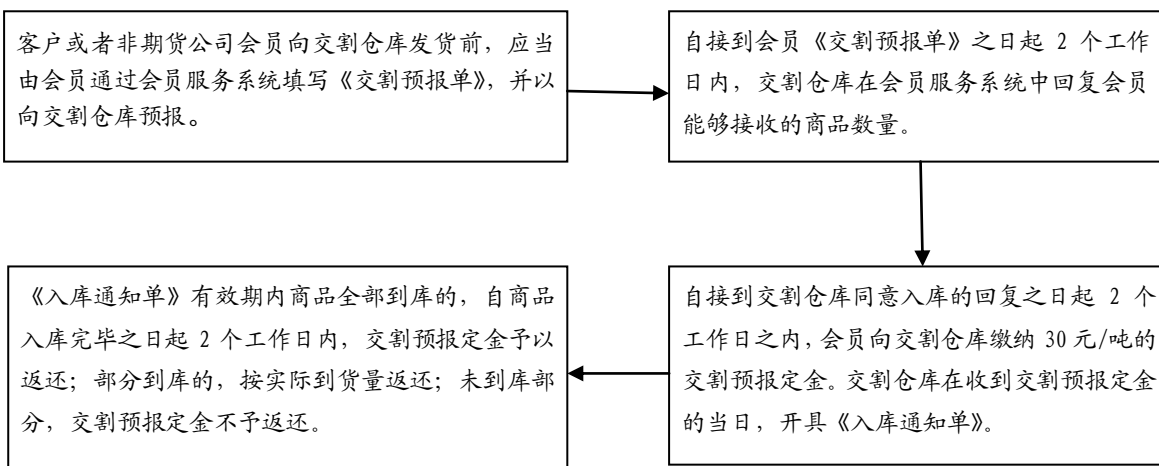 客户或者非期货公司会员向交割仓库发货前，应当
由会员通过会员服务系统填写《交割预报单》，并以
向交割仓库预报。
自接到会员《交割预报单》之日起 2 个工作
日内，交割仓库在会员服务系统中回复会员
能够接收的商品数量。
自接到交割仓库同意入库的回复之日起 2 个
工作日之内，会员向交割仓库缴纳 30 元/吨的
交割预报定金。交割仓库在收到交割预报定金
的当日，开具《入库通知单》。
《入库通知单》有效期内商品全部到库的，自商品
入库完毕之日起 2 个工作日内，交割预报定金予以
返还；部分到库的，按实际到货量返还；未到库部
分，交割预报定金不予返还。